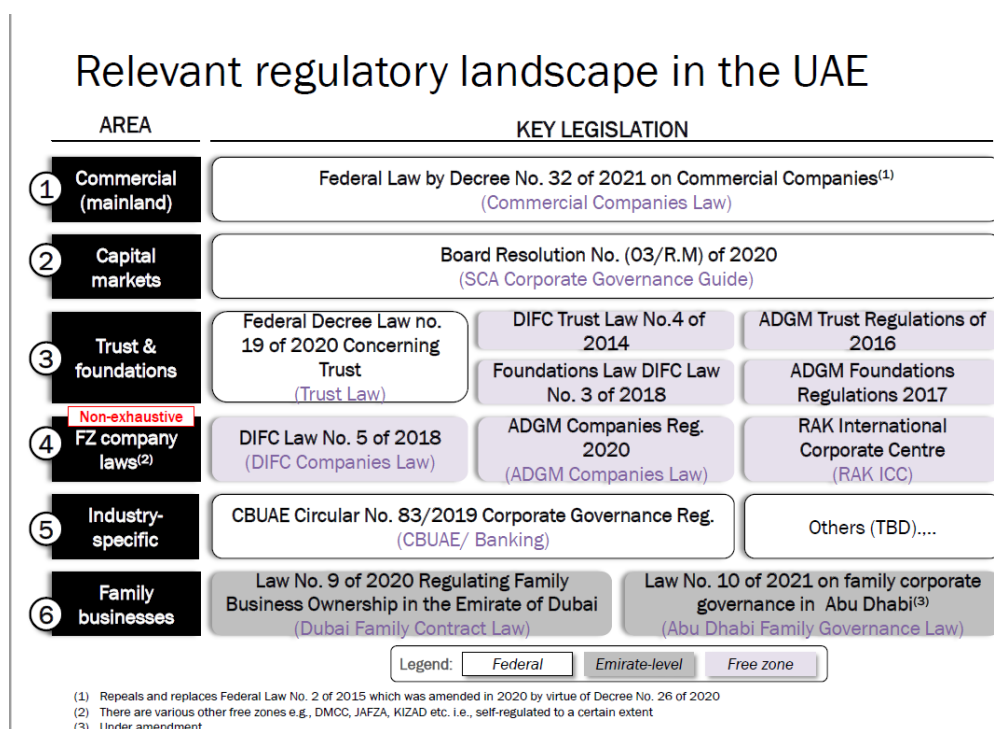 Relevant regulatory landscape in the UAE
AREA
KEY LEGISLATION
1
Commercial
(mainland)
Federal Law by Decree No. 32 of 2021 on Commercial Companies(1)
(Commercial Companies Law)
2
Capital
markets
Board Resolution No. (03/R.M) of 2020
(SCA Corporate Governance Guide)
3
Trust &
foundations
Federal Decree Law no.
19 of 2020 Concerning
Trust
(Trust Law)
DIFC Trust Law No.4 of
2014
ADGM Trust Regulations of
2016
Foundations Law DIFC Law
No. 3 of 2018
ADGM Foundations
Regulations 2017
Non-exhaustive
4
FZ company
laws(2)
DIFC Law No. 5 of 2018
(DIFC Companies Law)
ADGM Companies Reg.
2020
(ADGM Companies Law)
RAK International
Corporate Centre
(RAK ICC)
5
Industry-
specific
CBUAE Circular No. 83/2019 Corporate Governance Reg.
(CBUAE/ Banking)
Others (TBD).,..
6
Family
businesses
Law No. 9 of 2020 Regulating Family
Business Ownership in the Emirate of Dubai
(Dubai Family Contract Law)
Law No. 10 of 2021 on family corporate
governance in Abu Dhabi(3)
(Abu Dhabi Family Governance Law)
Legend:
Federal
Emirate-level
Free zone
(1) Repeals and replaces Federal Law No. 2 of 2015 which was amended in 2020 by virtue of Decree No. 26 of 2020
(2) There are various other free zones e.g., DMCC, JAFZA, KIZAD etc. i.e., self-regulated to a certain extent
(3) Under amendment